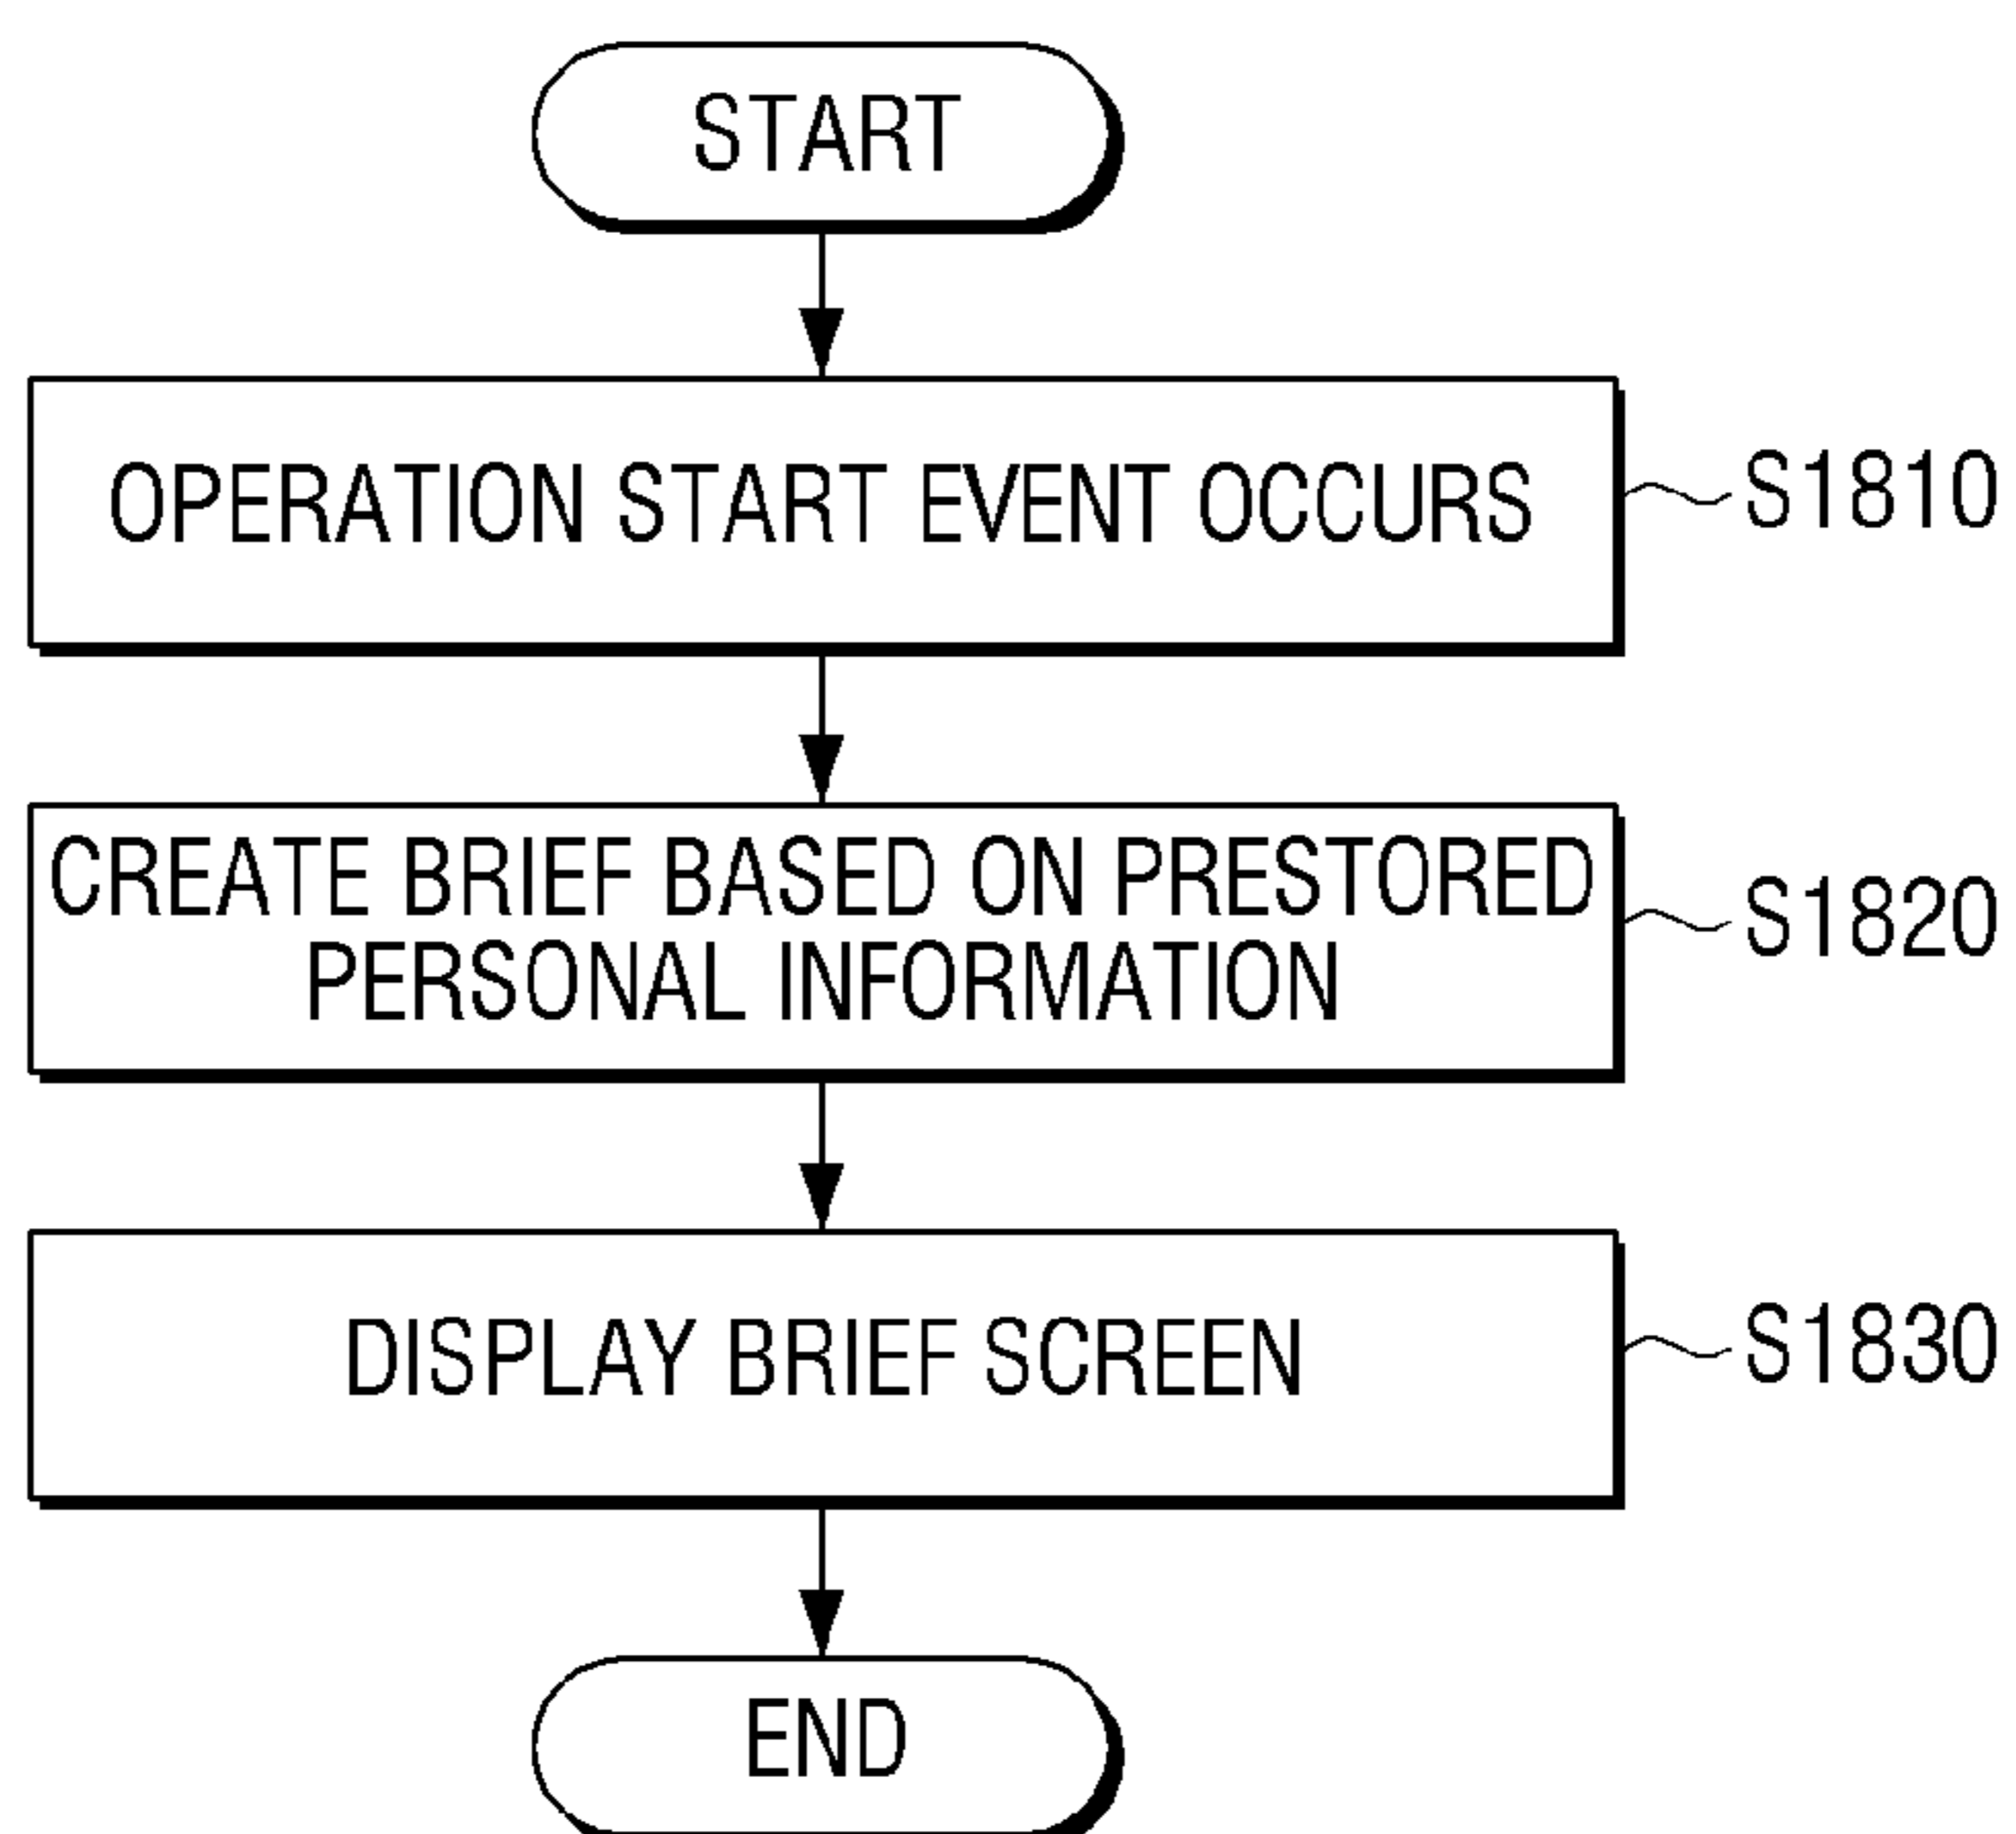 START
OPERATION START EVENT OCCURS
S1810
CREATE BRIEF BASED ON PRESTORED
PERSONAL INFORMATION
S1820
DISPLAY BRIEF SCREEN
S1830
END